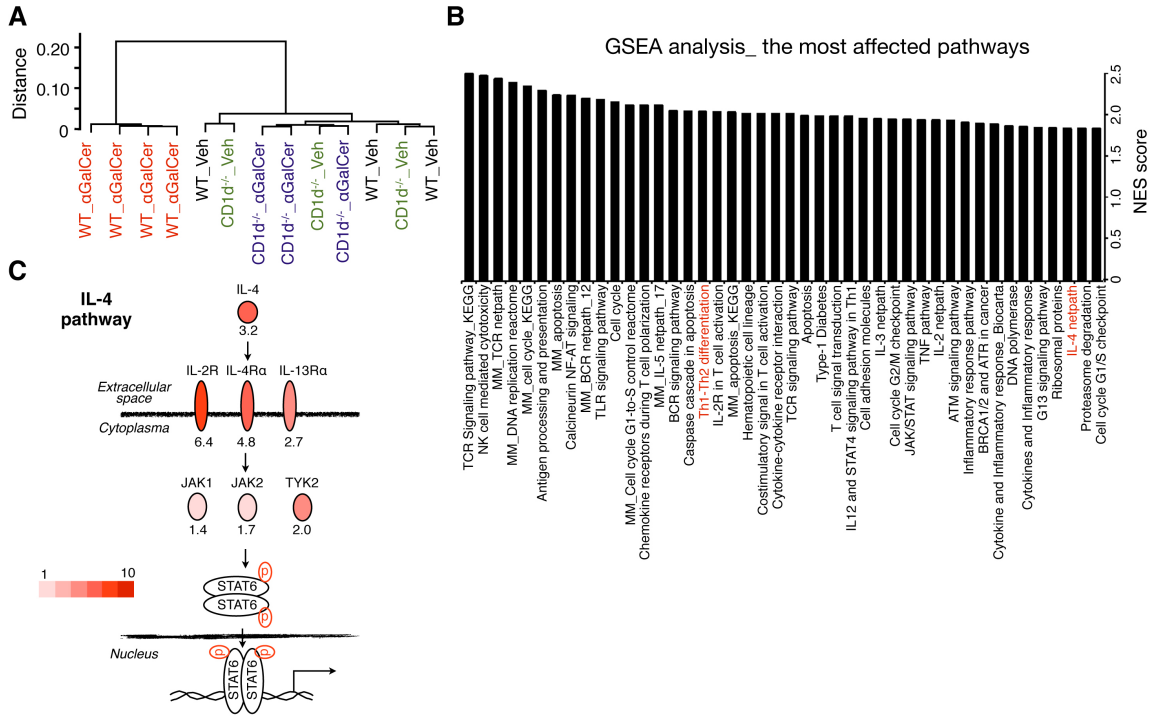 A
Distance
0.20
0.10
0
WT_αGalCer
WT_αGalCer
WT_αGalCer
WT_αGalCer
WT_Veh
CD1d-/-_Veh
CD1d-/-_αGalCer
CD1d-/-_αGalCer
CD1d-/-_Veh
CD1d-/-_αGalCer
WT_Veh
CD1d-/-_Veh
WT_Veh
B
GSEA analysis_ the most affected pathways
2.5
2.0
1.5
1.0
0.5
0
NES score
TCR Signaling pathway_KEGG
NK cell mediated cytotoxicity
MM_TCR netpath
MM_DNA replication reactome
MM_cell cycle_KEGG
Antigen processing and presentation
MM_apoptosis
Calcineurin NF-AT signaling
MM_BCR netpath_12
TLR signaling pathway
Cell cycle
MM_Cell cycle G1-to-S control reactome
Chemokine receptors during T cell polarization
MM_IL-5 netpath_17
BCR signaling pathway
Caspase cascade in apoptosis
Th1-Th2 differentiation
IL-2R in T cell activation
MM_apoptosis_KEGG
Hematopoietic cell lineage
Costimulatory signal in T cell activation
Cytokine-cytokine receptor interaction
TCR signaling pathway
Apoptosis
Type-1 Diabetes
T cell signal transduction
IL12 and STAT4 signaling pathway in Th1
Cell adhesion molecules
IL-3 netpath
Cell cycle G2/M checkpoint
JAK/STAT signaling pathway
TNF pathway
IL-2 netpath
ATM signaling pathway
Inflammatory response pathway
BRCA1/2 and ATR in cancer
Cytokine and Inflammatory response_Biocarta
DNA polymerase
Cytokines and Inflammatory response
G13 signaling pathway
Ribosomal proteins
IL-4 netpath
Proteasome degradation
Cell cycle G1/S checkpoint
C
IL-4
pathway
IL-4
3.2
IL-2R IL-4Rα IL-13Rα
Extracellular
space
Cytoplasma
6.4 4.8 2.7
JAK1 JAK2 TYK2
1.4 1.7 2.0
1 10
p
STAT6
STAT6
p
Nucleus
p p
STAT6
STAT6